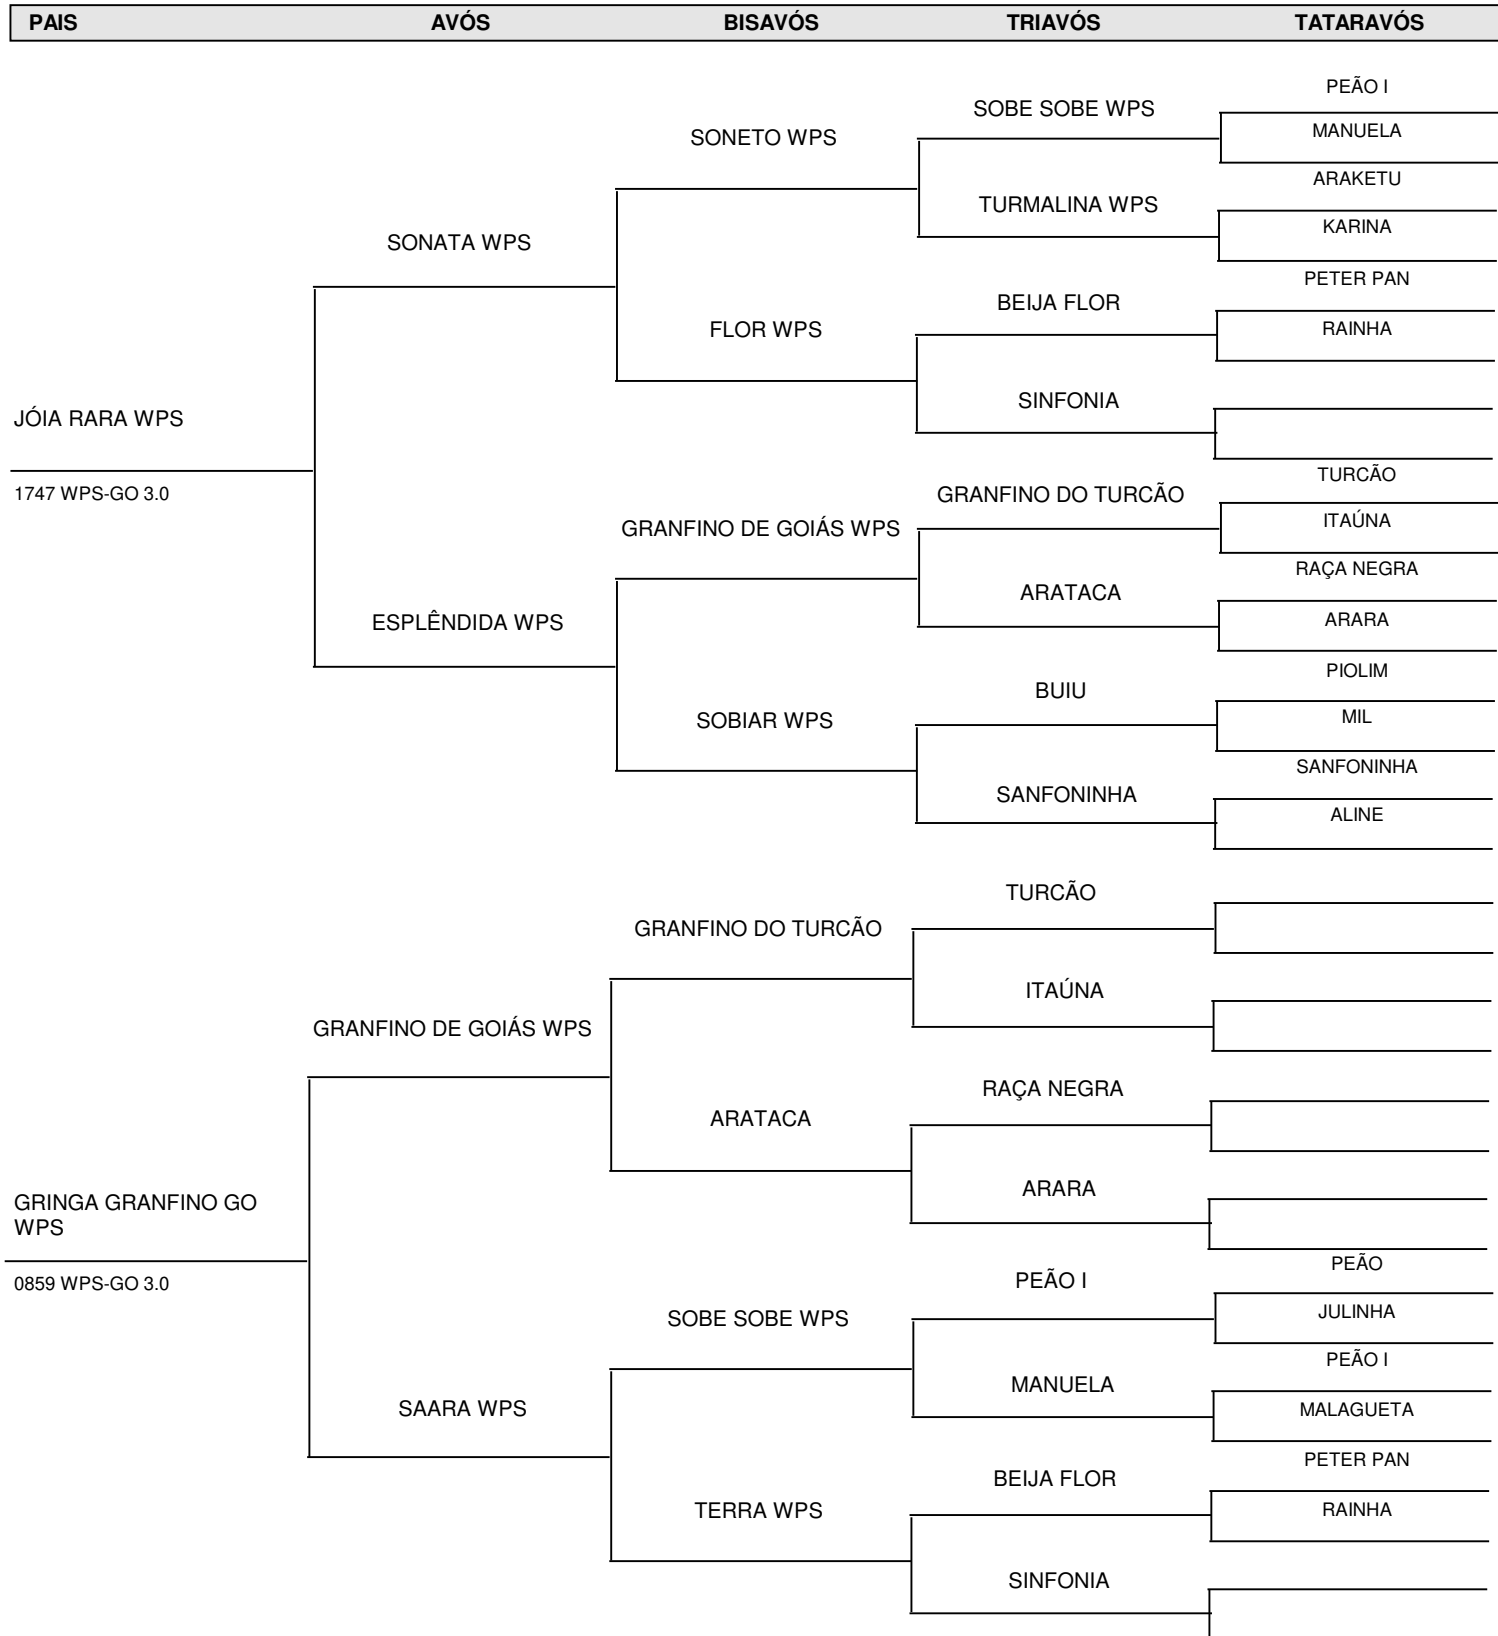 PAIS AVÓS BISAVÓS TRIAVÓS TATARAVÓS
PEÃO I
SOBE SOBE WPS
MANUELA
SONETO WPS
ARAKETU
TURMALINA WPS
KARINA
SONATA WPS
PETER PAN
BEIJA FLOR
RAINHA
FLOR WPS
SINFONIA
JÓIA RARA WPS
1747 WPS-GO 3.0
TURCÃO
GRANFINO DO TURCÃO
ITAÚNA
GRANFINO DE GOIÁS WPS
RAÇA NEGRA
ARATACA
ARARA
ESPLÊNDIDA WPS
PIOLIM
BUIU
MIL
SOBIAR WPS
SANFONINHA
SANFONINHA
ALINE
TURCÃO
GRANFINO DO TURCÃO
ITAÚNA
GRANFINO DE GOIÁS WPS
RAÇA NEGRA
ARATACA
ARARA
GRINGA GRANFINO GO
WPS
0859 WPS-GO 3.0
PEÃO
PEÃO I
JULINHA
SOBE SOBE WPS
PEÃO I
MANUELA
MALAGUETA
SAARA WPS
PETER PAN
BEIJA FLOR
RAINHA
TERRA WPS
SINFONIA